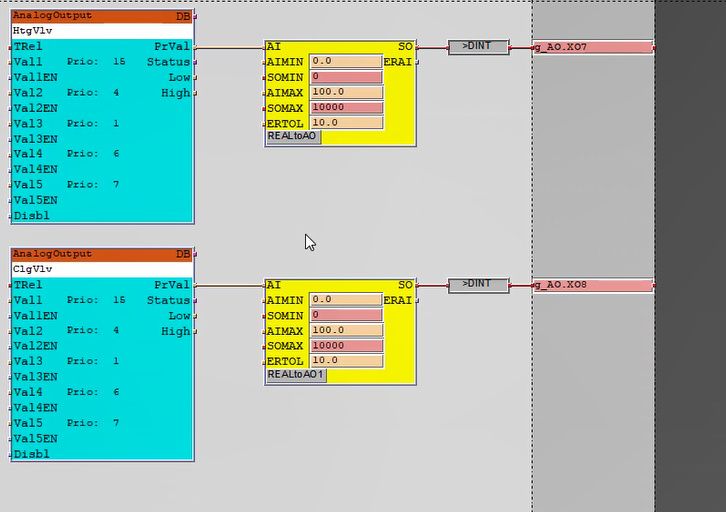 AnalogOutput DB
HtgVlv
TRel PrVal
Val1 Prio: 15 Status
Val1EN Low
Val2 Prio: 4 High
Val2EN
Val3 Prio: 1
Val3EN
Val4 Prio: 6
Val4EN
Val5 Prio: 7
Val5EN
Disbl
AI SO
AIMIN 0.0 ERAI
SOMIN 0
AIMAX 100.0
SOMAX 10000
ERTOL 10.0
REALtoAO
>DINT
g_AO.XO7
AnalogOutput DB
ClgVlv
TRel PrVal
Val1 Prio: 15 Status
Val1EN Low
Val2 Prio: 4 High
Val2EN
Val3 Prio: 1
Val3EN
Val4 Prio: 6
Val4EN
Val5 Prio: 7
Val5EN
Disbl
AI SO
AIMIN 0.0 ERAI
SOMIN 0
AIMAX 100.0
SOMAX 10000
ERTOL 10.0
REALtoAO1
>DINT
g_AO.XO8